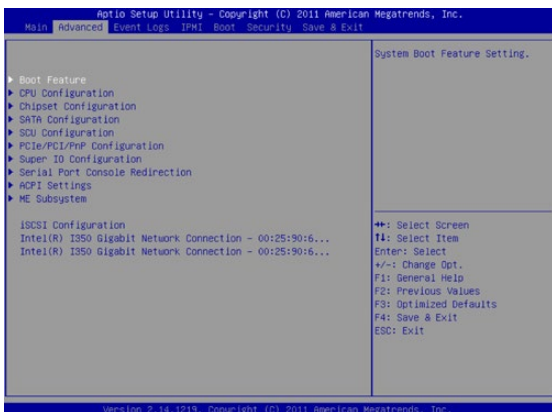 Aptio Setup Utility - Copyright (C) 2011 American Megatrends, Inc.
Main Advanced Event Logs IPMI Boot Security Save & Exit
System Boot Feature Setting.
▶ Boot Feature
▶ CPU Configuration
▶ Chipset Configuration
▶ SATA Configuration
▶ SCU Configuration
▶ PCIe/PCI/PnP Configuration
▶ Super IO Configuration
▶ Serial Port Console Redirection
▶ ACPI Settings
▶ ME Subsystem
iSCSI Configuration
Intel(R) I350 Gigabit Network Connection - 00:25:90:6...
Intel(R) I350 Gigabit Network Connection - 00:25:90:6...
→←: Select Screen
↑↓: Select Item
Enter: Select
+/-: Change Opt.
F1: General Help
F2: Previous Values
F3: Optimized Defaults
F4: Save & Exit
ESC: Exit
Version 2.14.1219. Copyright (C) 2011 American Megatrends, Inc.